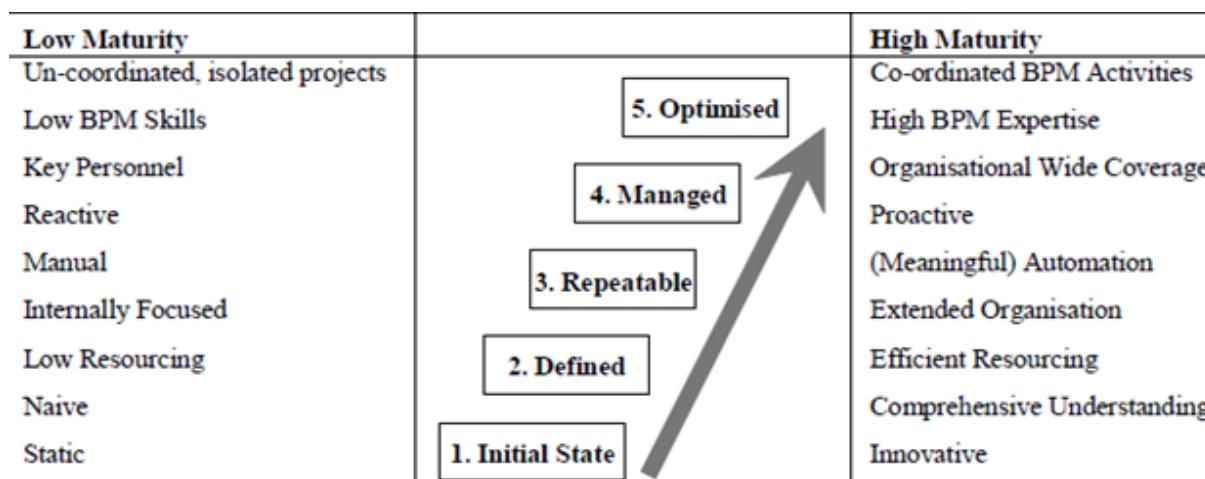 Low Maturity
High Maturity
Un-coordinated, isolated projects
Co-ordinated BPM Activities
5. Optimised
Low BPM Skills
High BPM Expertise
Key Personnel
Organisational Wide Coverage
4. Managed
Reactive
Proactive
Manual
(Meaningful) Automation
3. Repeatable
Internally Focused
Extended Organisation
Low Resourcing
Efficient Resourcing
2. Defined
Naive
Comprehensive Understanding
1. Initial State
Static
Innovative